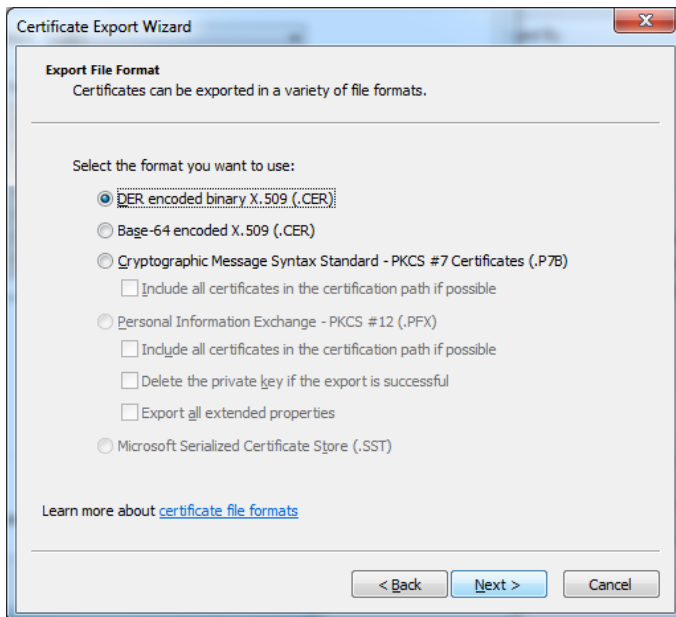 Certificate Export Wizard
Export File Format
Certificates can be exported in a variety of file formats.
Select the format you want to use:
DER encoded binary X.509 (.CER)
Base-64 encoded X.509 (.CER)
Cryptographic Message Syntax Standard - PKCS #7 Certificates (.P7B)
Include all certificates in the certification path if possible
Personal Information Exchange - PKCS #12 (.PFX)
Include all certificates in the certification path if possible
Delete the private key if the export is successful
Export all extended properties
Microsoft Serialized Certificate Store (.SST)
Learn more about certificate file formats
< Back Next > Cancel